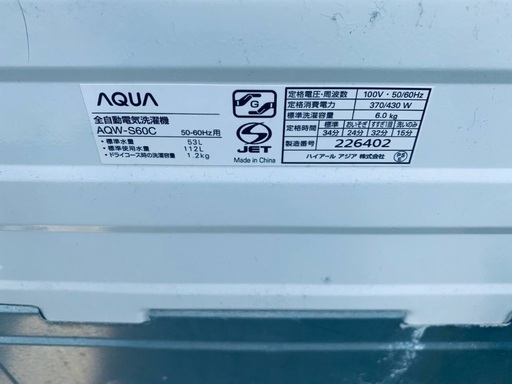 AQUA
全自動電気洗濯機
AQW-S60C 50-60Hz用
・標準水量 53L
・標準使用水量 112L
・ドライコース時の洗濯容量 1.2kg
G
S
JET
Made in China
定格電圧・周波数 100V・50/60Hz
定格消費電力 370/430 W
標準洗濯容量 6.0 kg
定格時間 標準 おいそぎ すすぎ1回 洗いのみ
34分 24分 32分 15分
製造番号 226402
ハイアール アジア 株式会社